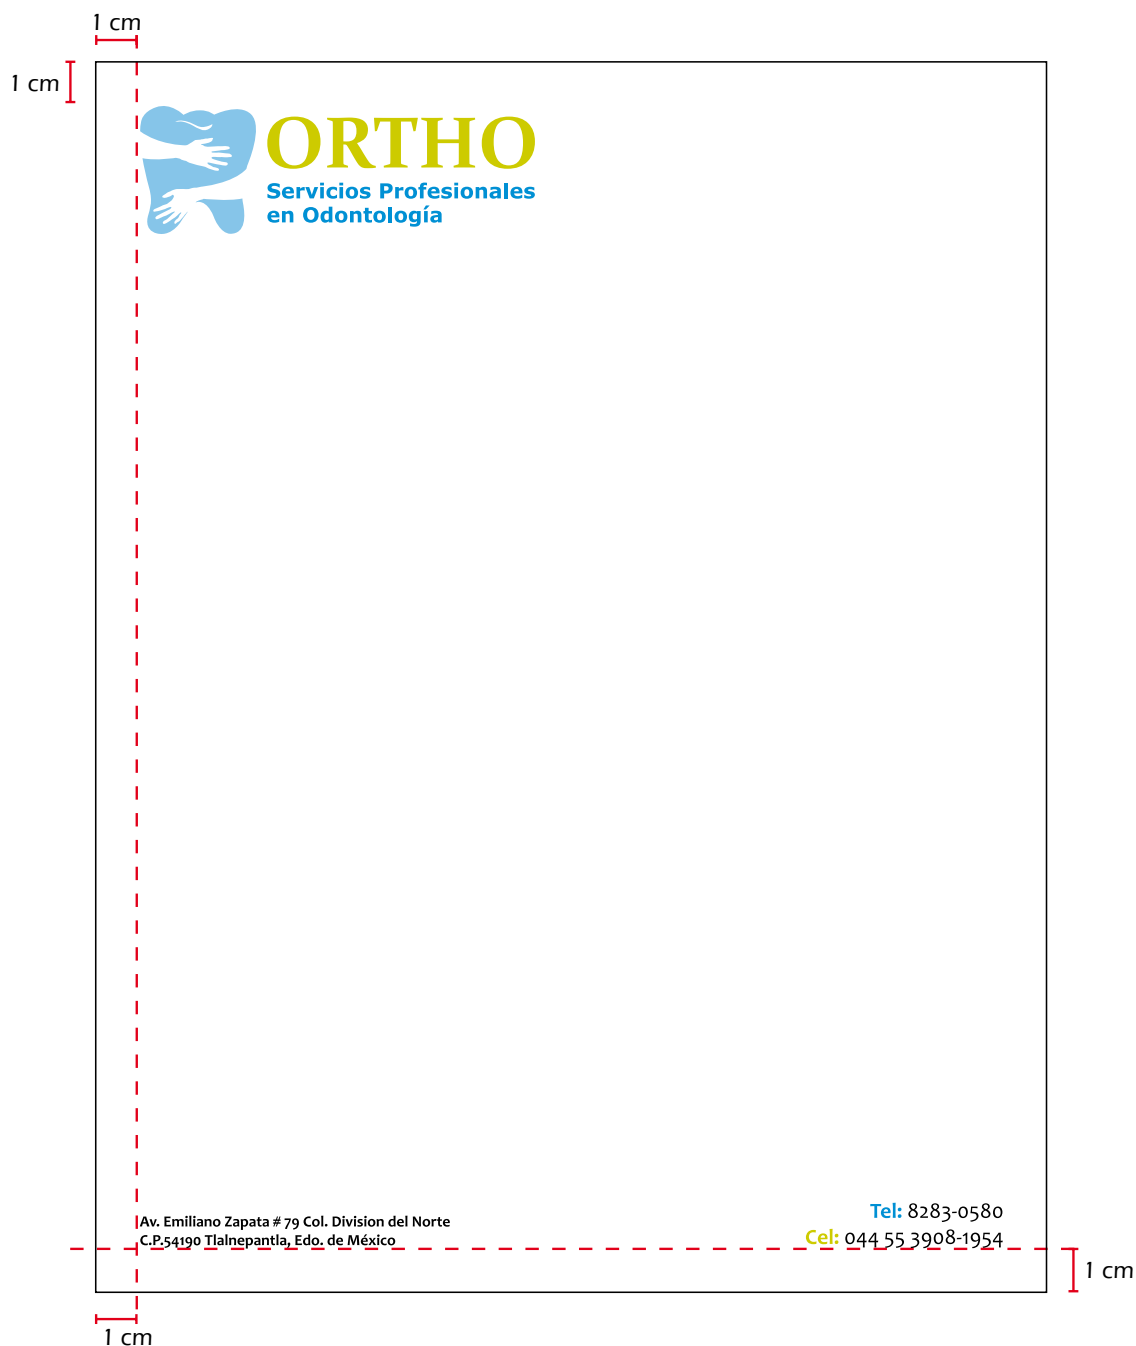 1 cm
1 cm
ORTHO
Servicios Profesionales
en Odontología
Av. Emiliano Zapata # 79 Col. Division del Norte
C.P.54190 Tlalnepantla, Edo. de México
Tel: 8283-0580
Cel: 044 55 3908-1954
1 cm
1 cm